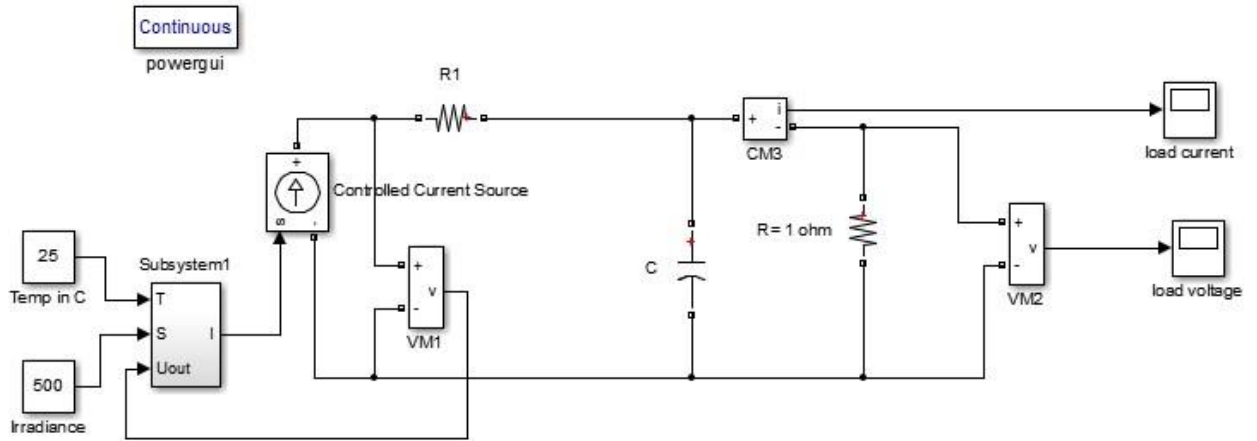 Continuous
powergui
R1
i
+
-
CM3
load current
+
Controlled Current Source
s
-
R= 1 ohm
+
v
-
VM2
load voltage
25
Temp in C
Subsystem1
T
S
I
Uout
+
v
-
VM1
+
C
500
Irradiance